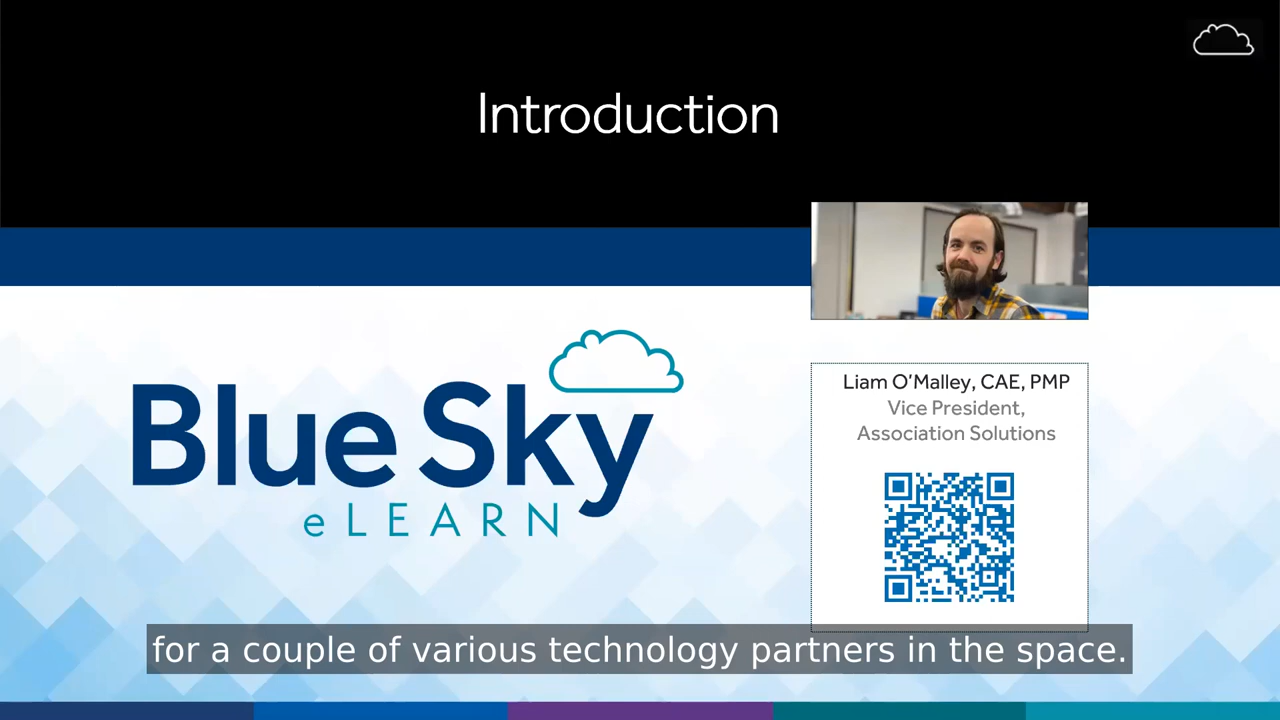 Introduction
Blue Sky
eLEARN
Liam O'Malley, CAE, PMP
Vice President,
Association Solutions
for a couple of various technology partners in the space.